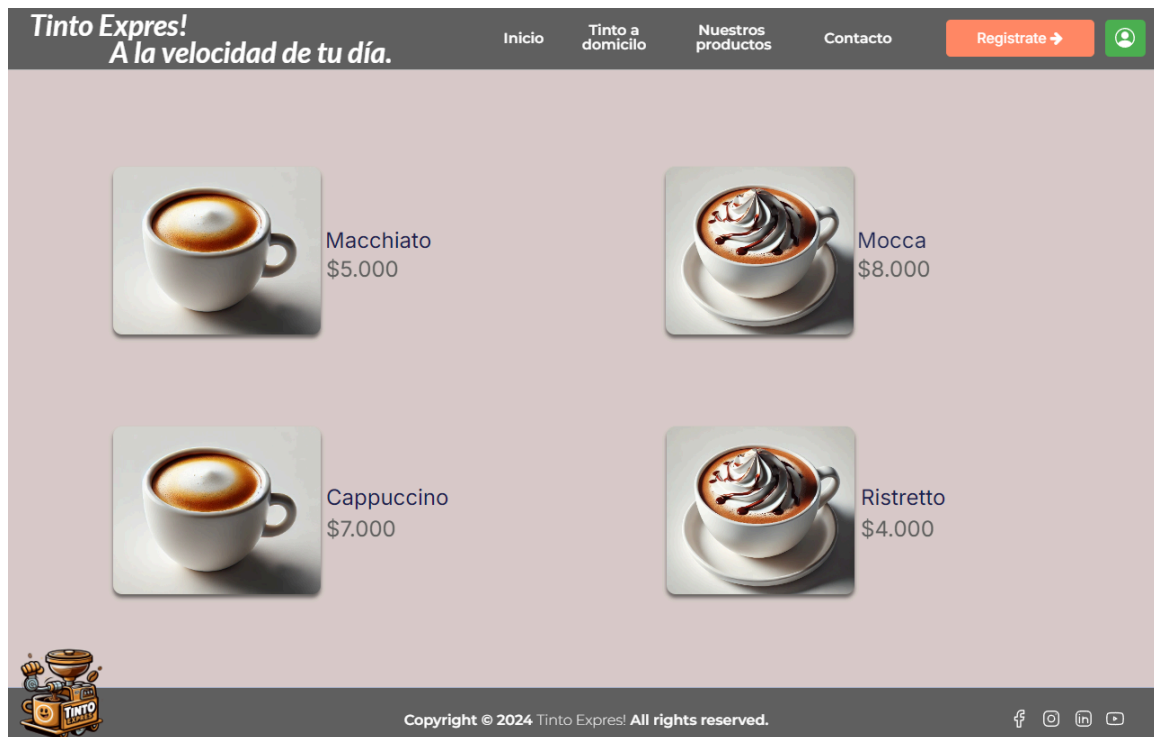 Tinto Expres!
A la velocidad de tu día.
Inicio
Tinto a
domicilo
Nuestros
productos
Contacto
Registrate
Macchiato
$5.000
Mocca
$8.000
Cappuccino
$7.000
Ristretto
$4.000
TINTO
EXPRES
Copyright © 2024 Tinto Expres! All rights reserved.